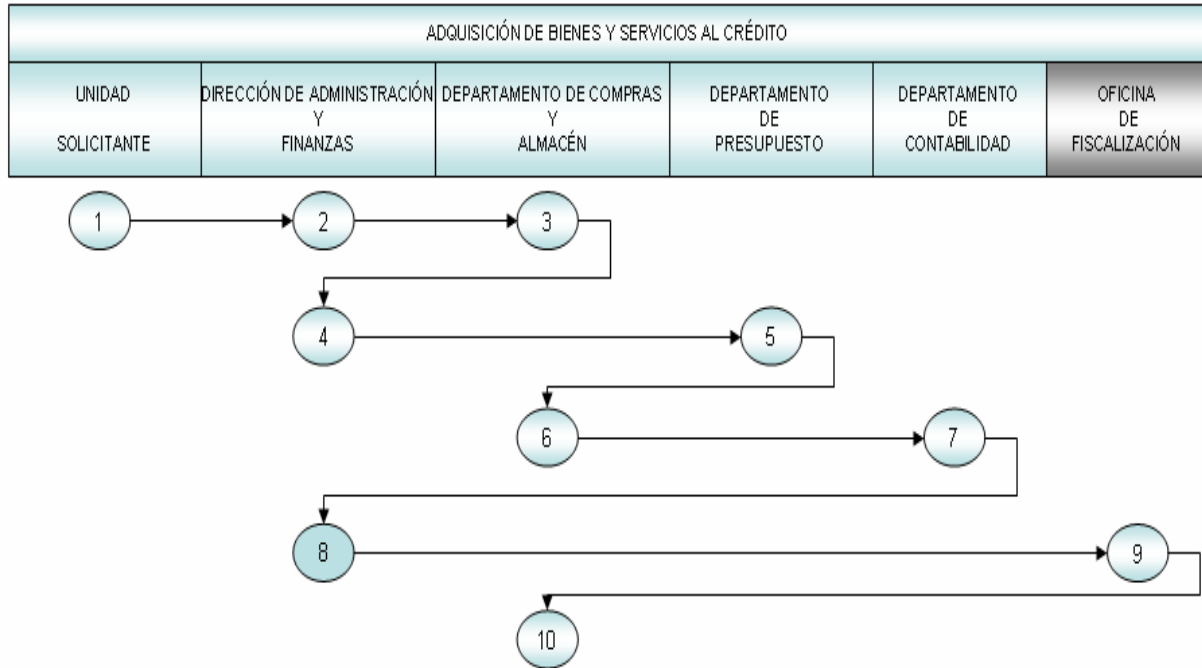 ADQUISICIÓN DE BIENES Y SERVICIOS AL CRÉDITO
UNIDAD
SOLICITANTE
DIRECCIÓN DE ADMINISTRACIÓN
Y
FINANZAS
DEPARTAMENTO DE COMPRAS
Y
ALMACÉN
DEPARTAMENTO
DE
PRESUPUESTO
DEPARTAMENTO
DE
CONTABILIDAD
OFICINA
DE
FISCALIZACIÓN
1
2
3
4
5
6
7
8
9
10